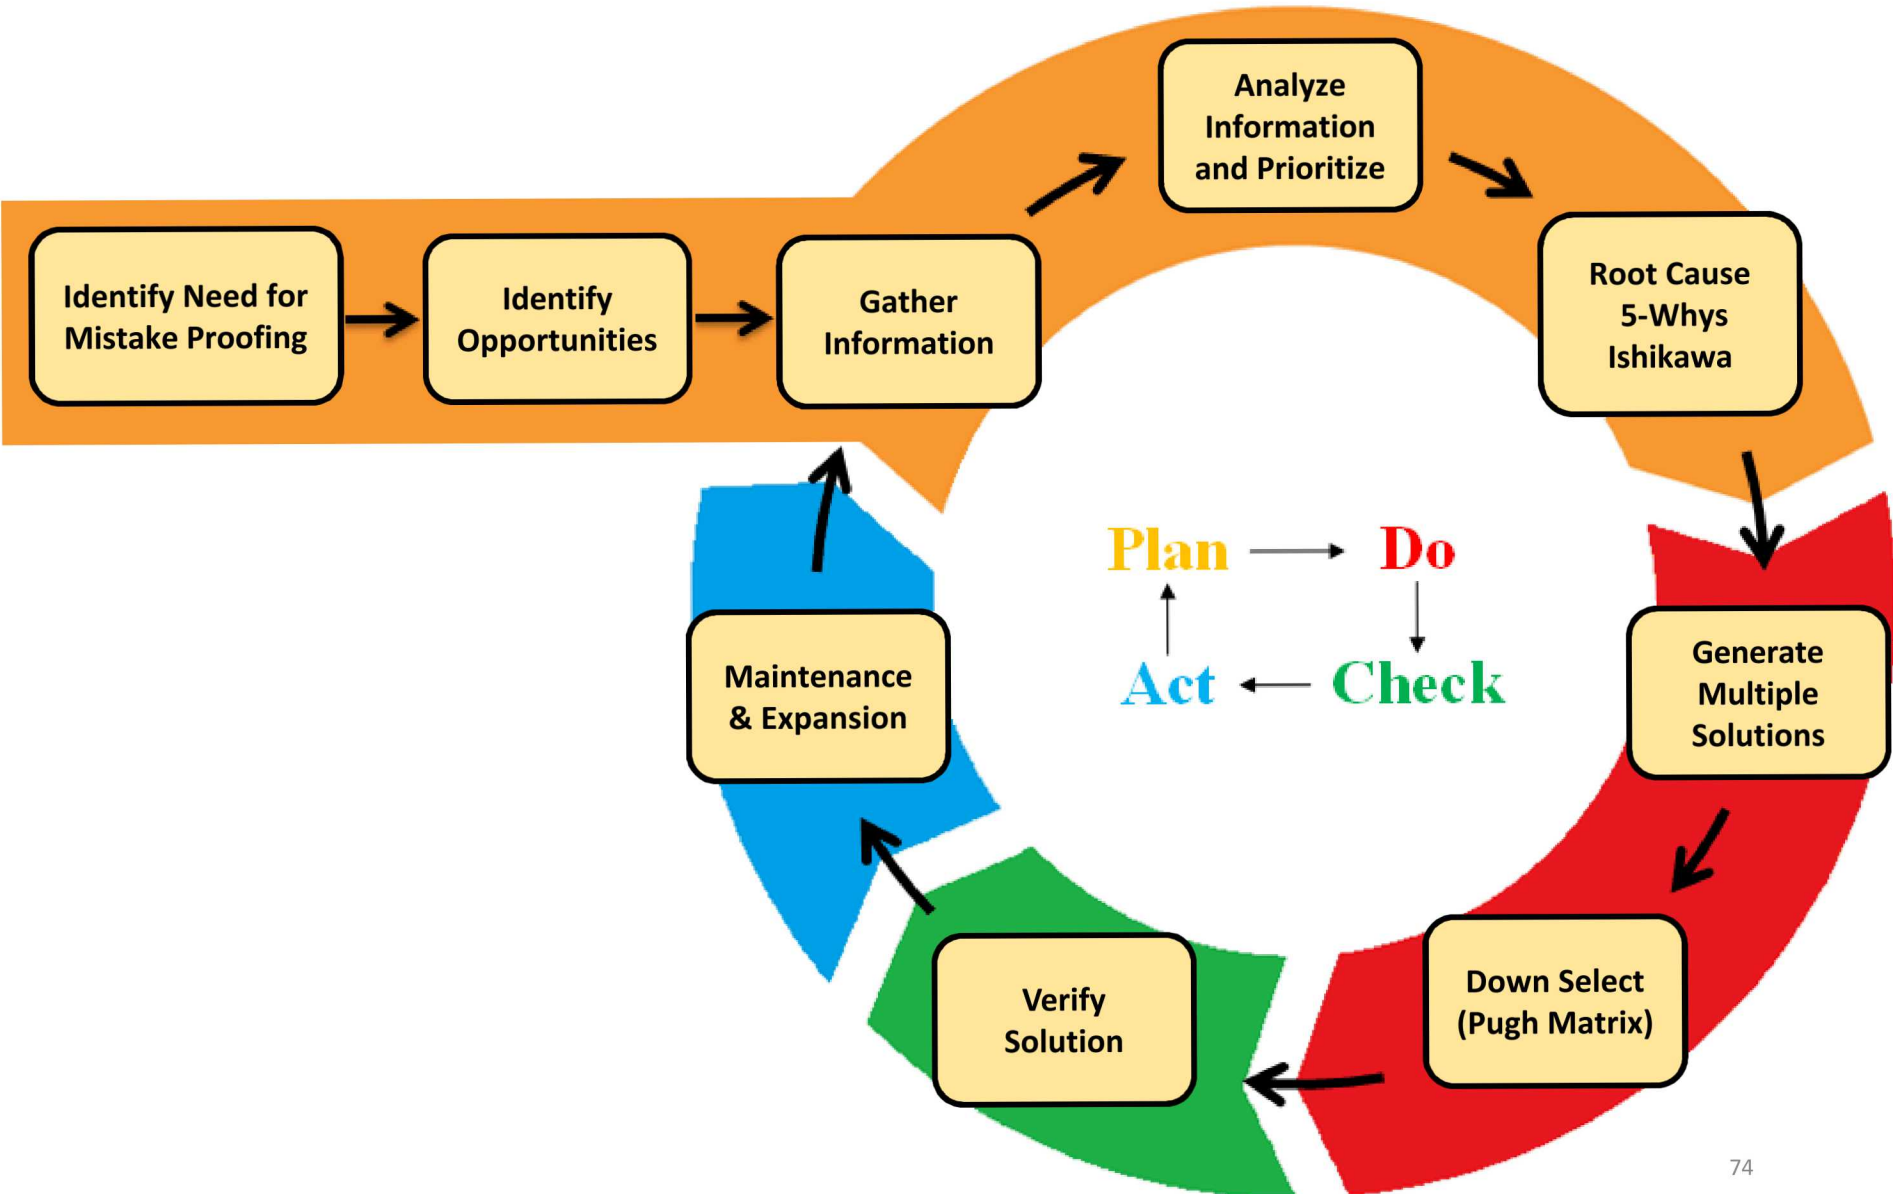 Analyze
Information
and Prioritize
Identify Need for
Mistake Proofing
Identify
Opportunities
Gather
Information
Root Cause
5-Whys
Ishikawa
Plan
Do
Act
Check
Maintenance
& Expansion
Generate
Multiple
Solutions
Verify
Solution
Down Select
(Pugh Matrix)
74